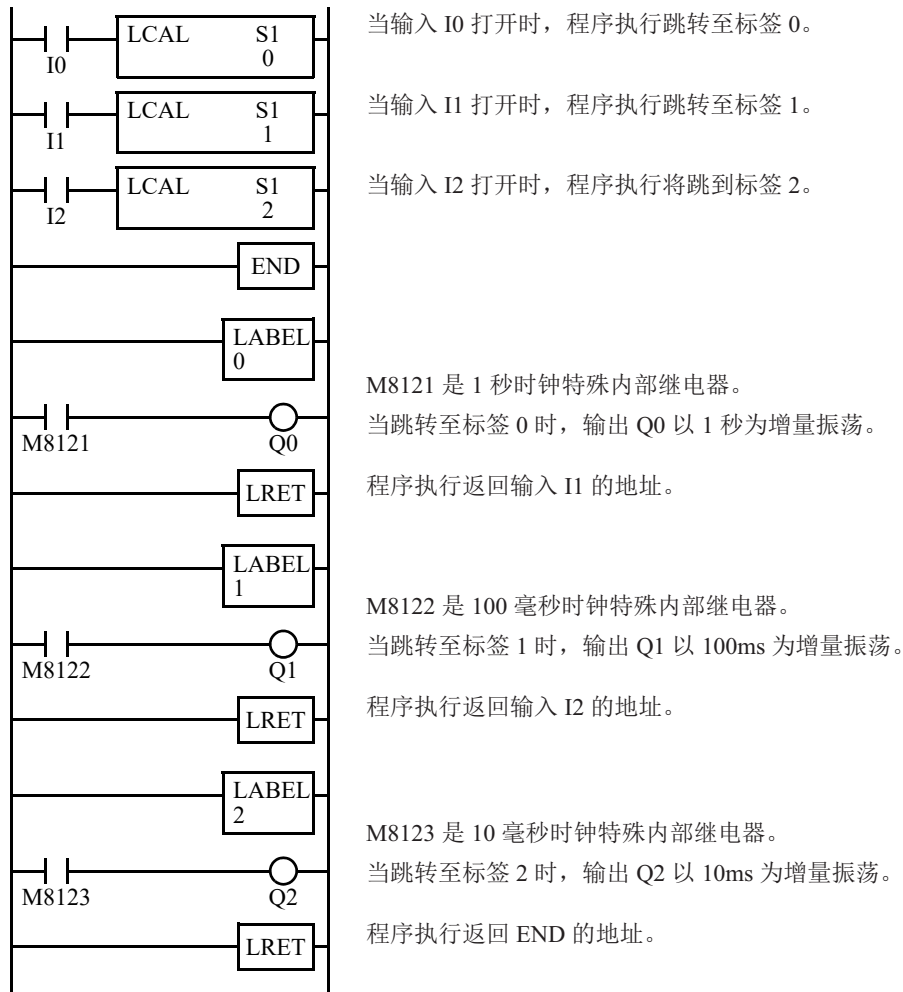 LCAL S1 当输入 I0 打开时，程序执行跳转至标签 0。
I0 0
LCAL S1 当输入 I1 打开时，程序执行跳转至标签 1。
I1 1
LCAL S1 当输入 I2 打开时，程序执行将跳到标签 2。
I2 2
END
LABEL
0
M8121 是 1 秒时钟特殊内部继电器。
当跳转至标签 0 时，输出 Q0 以 1 秒为增量振荡。
M8121 Q0
LRET 程序执行返回输入 I1 的地址。
LABEL
1
M8122 是 100 毫秒时钟特殊内部继电器。
当跳转至标签 1 时，输出 Q1 以 100ms 为增量振荡。
M8122 Q1
LRET 程序执行返回输入 I2 的地址。
LABEL
2
M8123 是 10 毫秒时钟特殊内部继电器。
当跳转至标签 2 时，输出 Q2 以 10ms 为增量振荡。
M8123 Q2
LRET 程序执行返回 END 的地址。